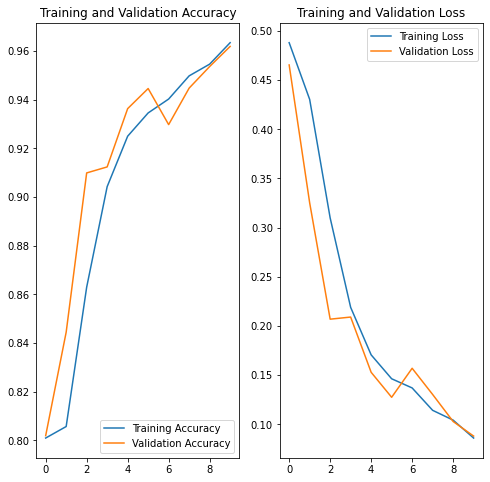 Training and Validation Accuracy
0.96
0.94
0.92
0.90
0.88
0.86
0.84
0.82
0.80
0 2 4 6 8
Training Accuracy
Validation Accuracy
Training and Validation Loss
0.50
0.45
0.40
0.35
0.30
0.25
0.20
0.15
0.10
0 2 4 6 8
Training Loss
Validation Loss